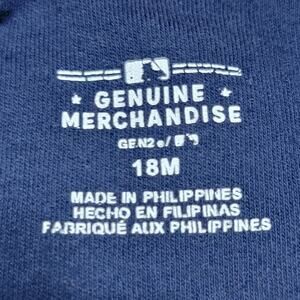 GENUINE
MERCHANDISE
GEN2
18M
MADE IN PHILIPPINES
HECHO EN FILIPINAS
FABRIQUÉ AUX PHILIPPINES